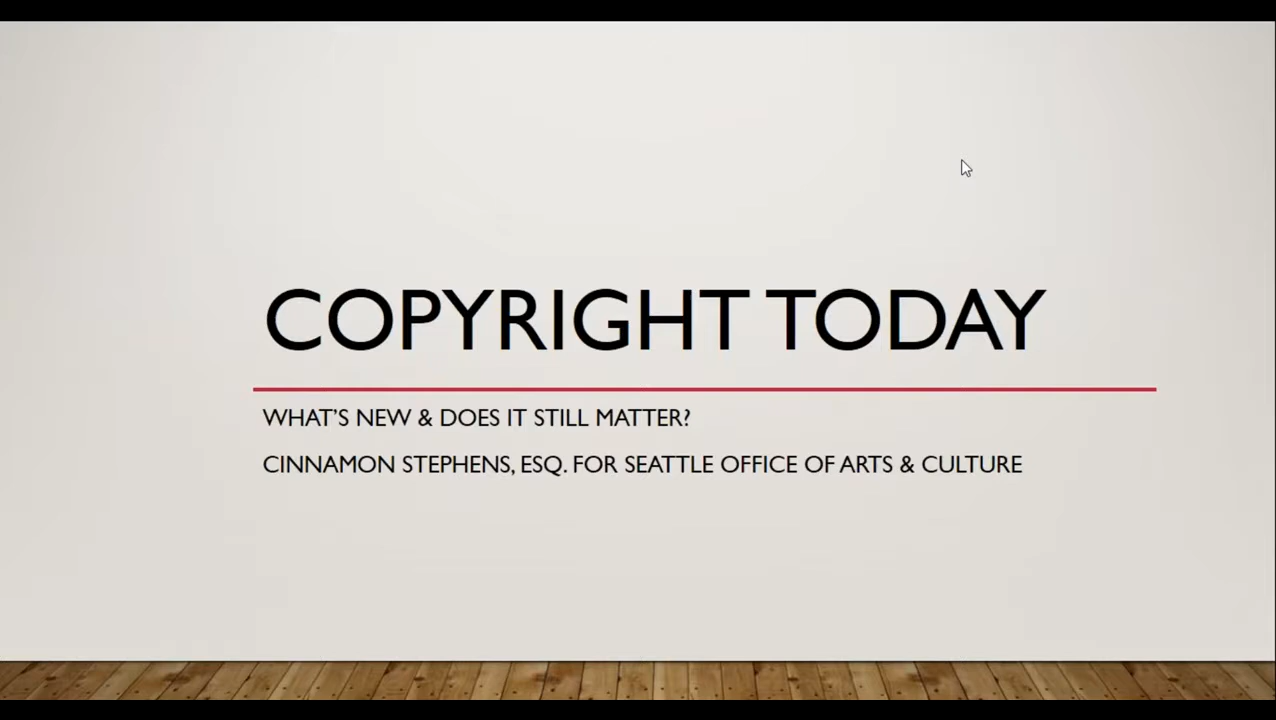 COPYRIGHT TODAY
WHAT'S NEW & DOES IT STILL MATTER?
CINNAMON STEPHENS, ESQ. FOR SEATTLE OFFICE OF ARTS & CULTURE